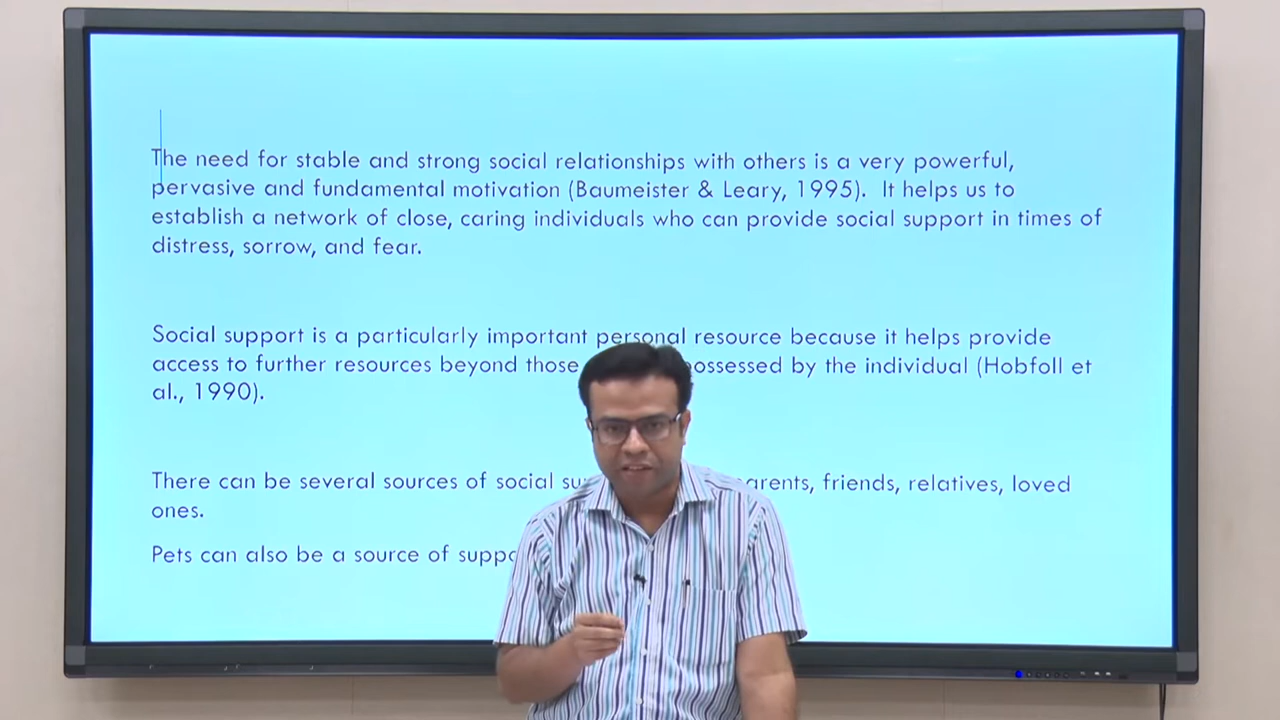 The need for stable and strong social relationships with others is a very powerful,
pervasive and fundamental motivation (Baumeister & Leary, 1995). It helps us to
establish a network of close, caring individuals who can provide social support in times of
distress, sorrow, and fear.
Social support is a particularly important personal resource because it helps provide
access to further resources beyond those possessed by the individual (Hobfoll et
al., 1990).
There can be several sources of social friends, relatives, loved
ones.
Pets can also be a source of